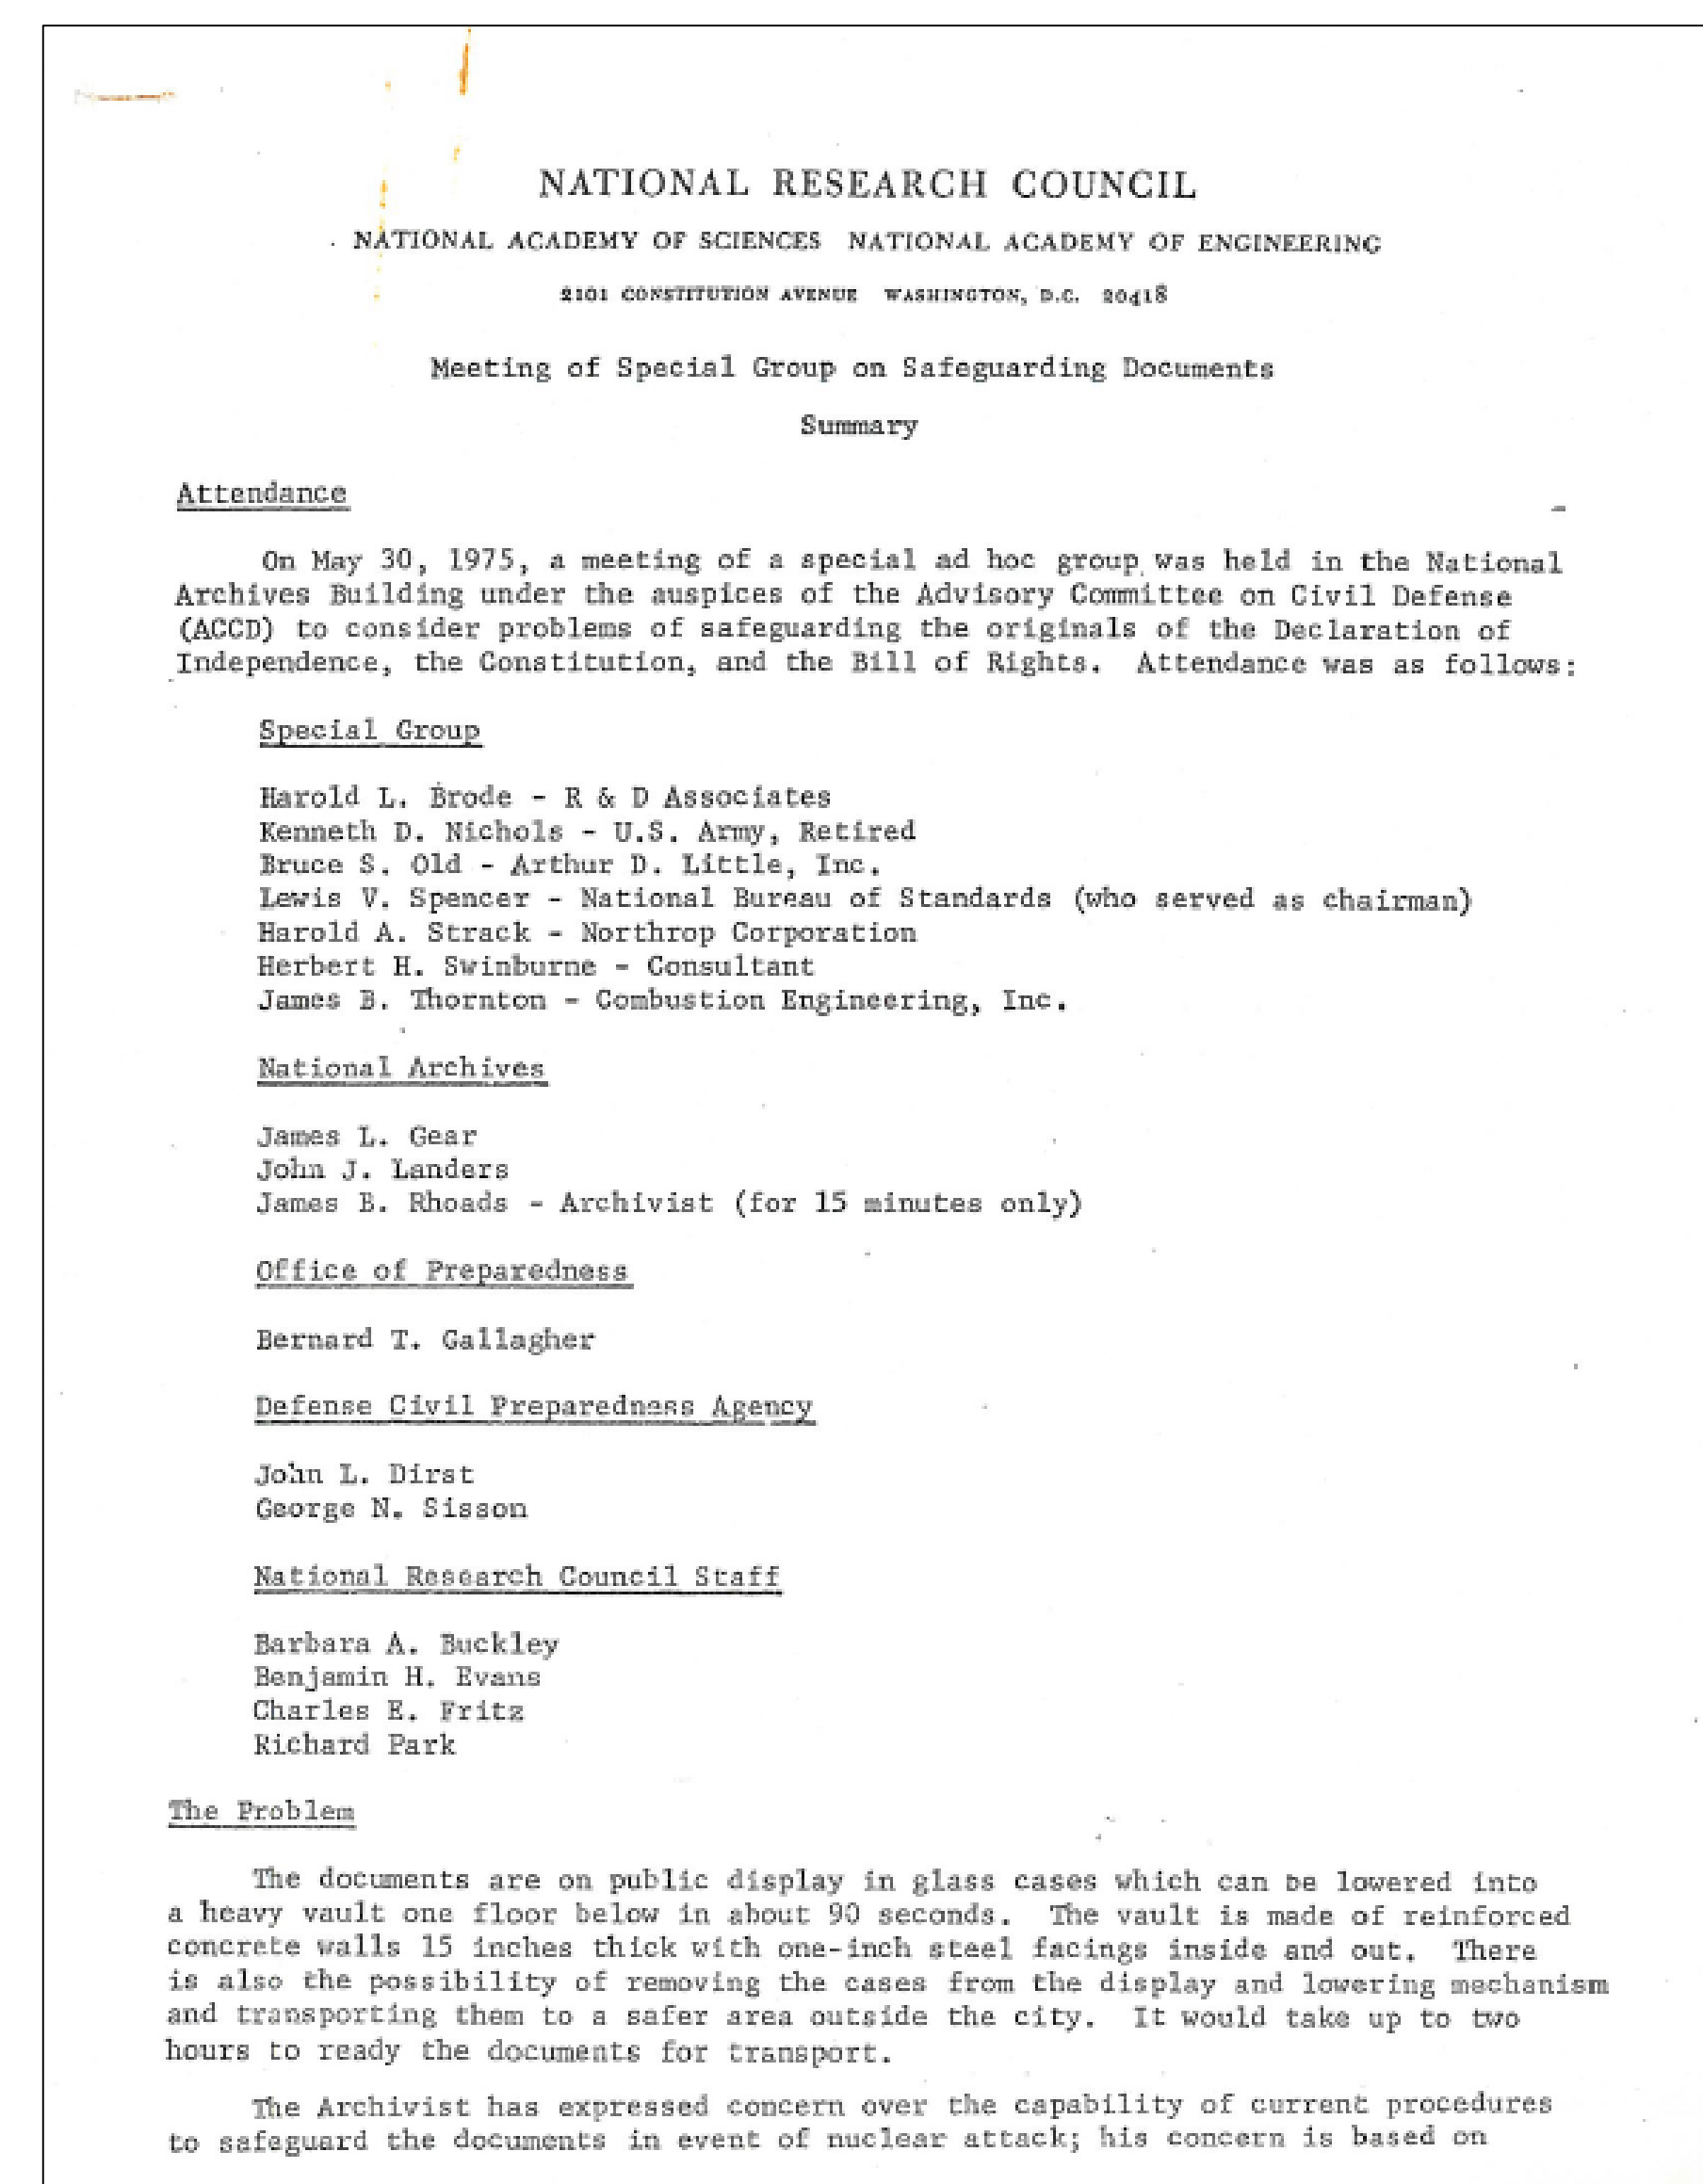 NATIONAL RESEARCH COUNCIL
NATIONAL ACADEMY OF SCIENCES NATIONAL ACADEMY OF ENGINEERING
2101 CONSTITUTION AVENUE WASHINGTON, D.C. 20418
Meeting of Special Group on Safeguarding Documents
Summary
Attendance
On May 30, 1975, a meeting of a special ad hoc group was held in the National
Archives Building under the auspices of the Advisory Committee on Civil Defense
(ACCD) to consider problems of safeguarding the originals of the Declaration of
Independence, the Constitution, and the Bill of Rights. Attendance was as follows:
Special Group
Harold L. Brode - R & D Associates
Kenneth D. Nichols - U.S. Army, Retired
Bruce S. Old - Arthur D. Little, Inc.
Lewis V. Spencer - National Bureau of Standards (who served as chairman)
Harold A. Strack - Northrop Corporation
Herbert H. Swinburne - Consultant
James B. Thornton - Combustion Engineering, Inc.
National Archives
James L. Gear
John J. Landers
James B. Rhoads - Archivist (for 15 minutes only)
Office of Preparedness
Bernard T. Gallagher
Defense Civil Preparedness Agency
John L. Dirst
George N. Sisson
National Research Council Staff
Barbara A. Buckley
Benjamin H. Evans
Charles E. Fritz
Richard Park
The Problem
The documents are on public display in glass cases which can be lowered into
a heavy vault one floor below in about 90 seconds. The vault is made of reinforced
concrete walls 15 inches thick with one-inch steel facings inside and out. There
is also the possibility of removing the cases from the display and lowering mechanism
and transporting them to a safer area outside the city. It would take up to two
hours to ready the documents for transport.
The Archivist has expressed concern over the capability of current procedures
to safeguard the documents in event of nuclear attack; his concern is based on